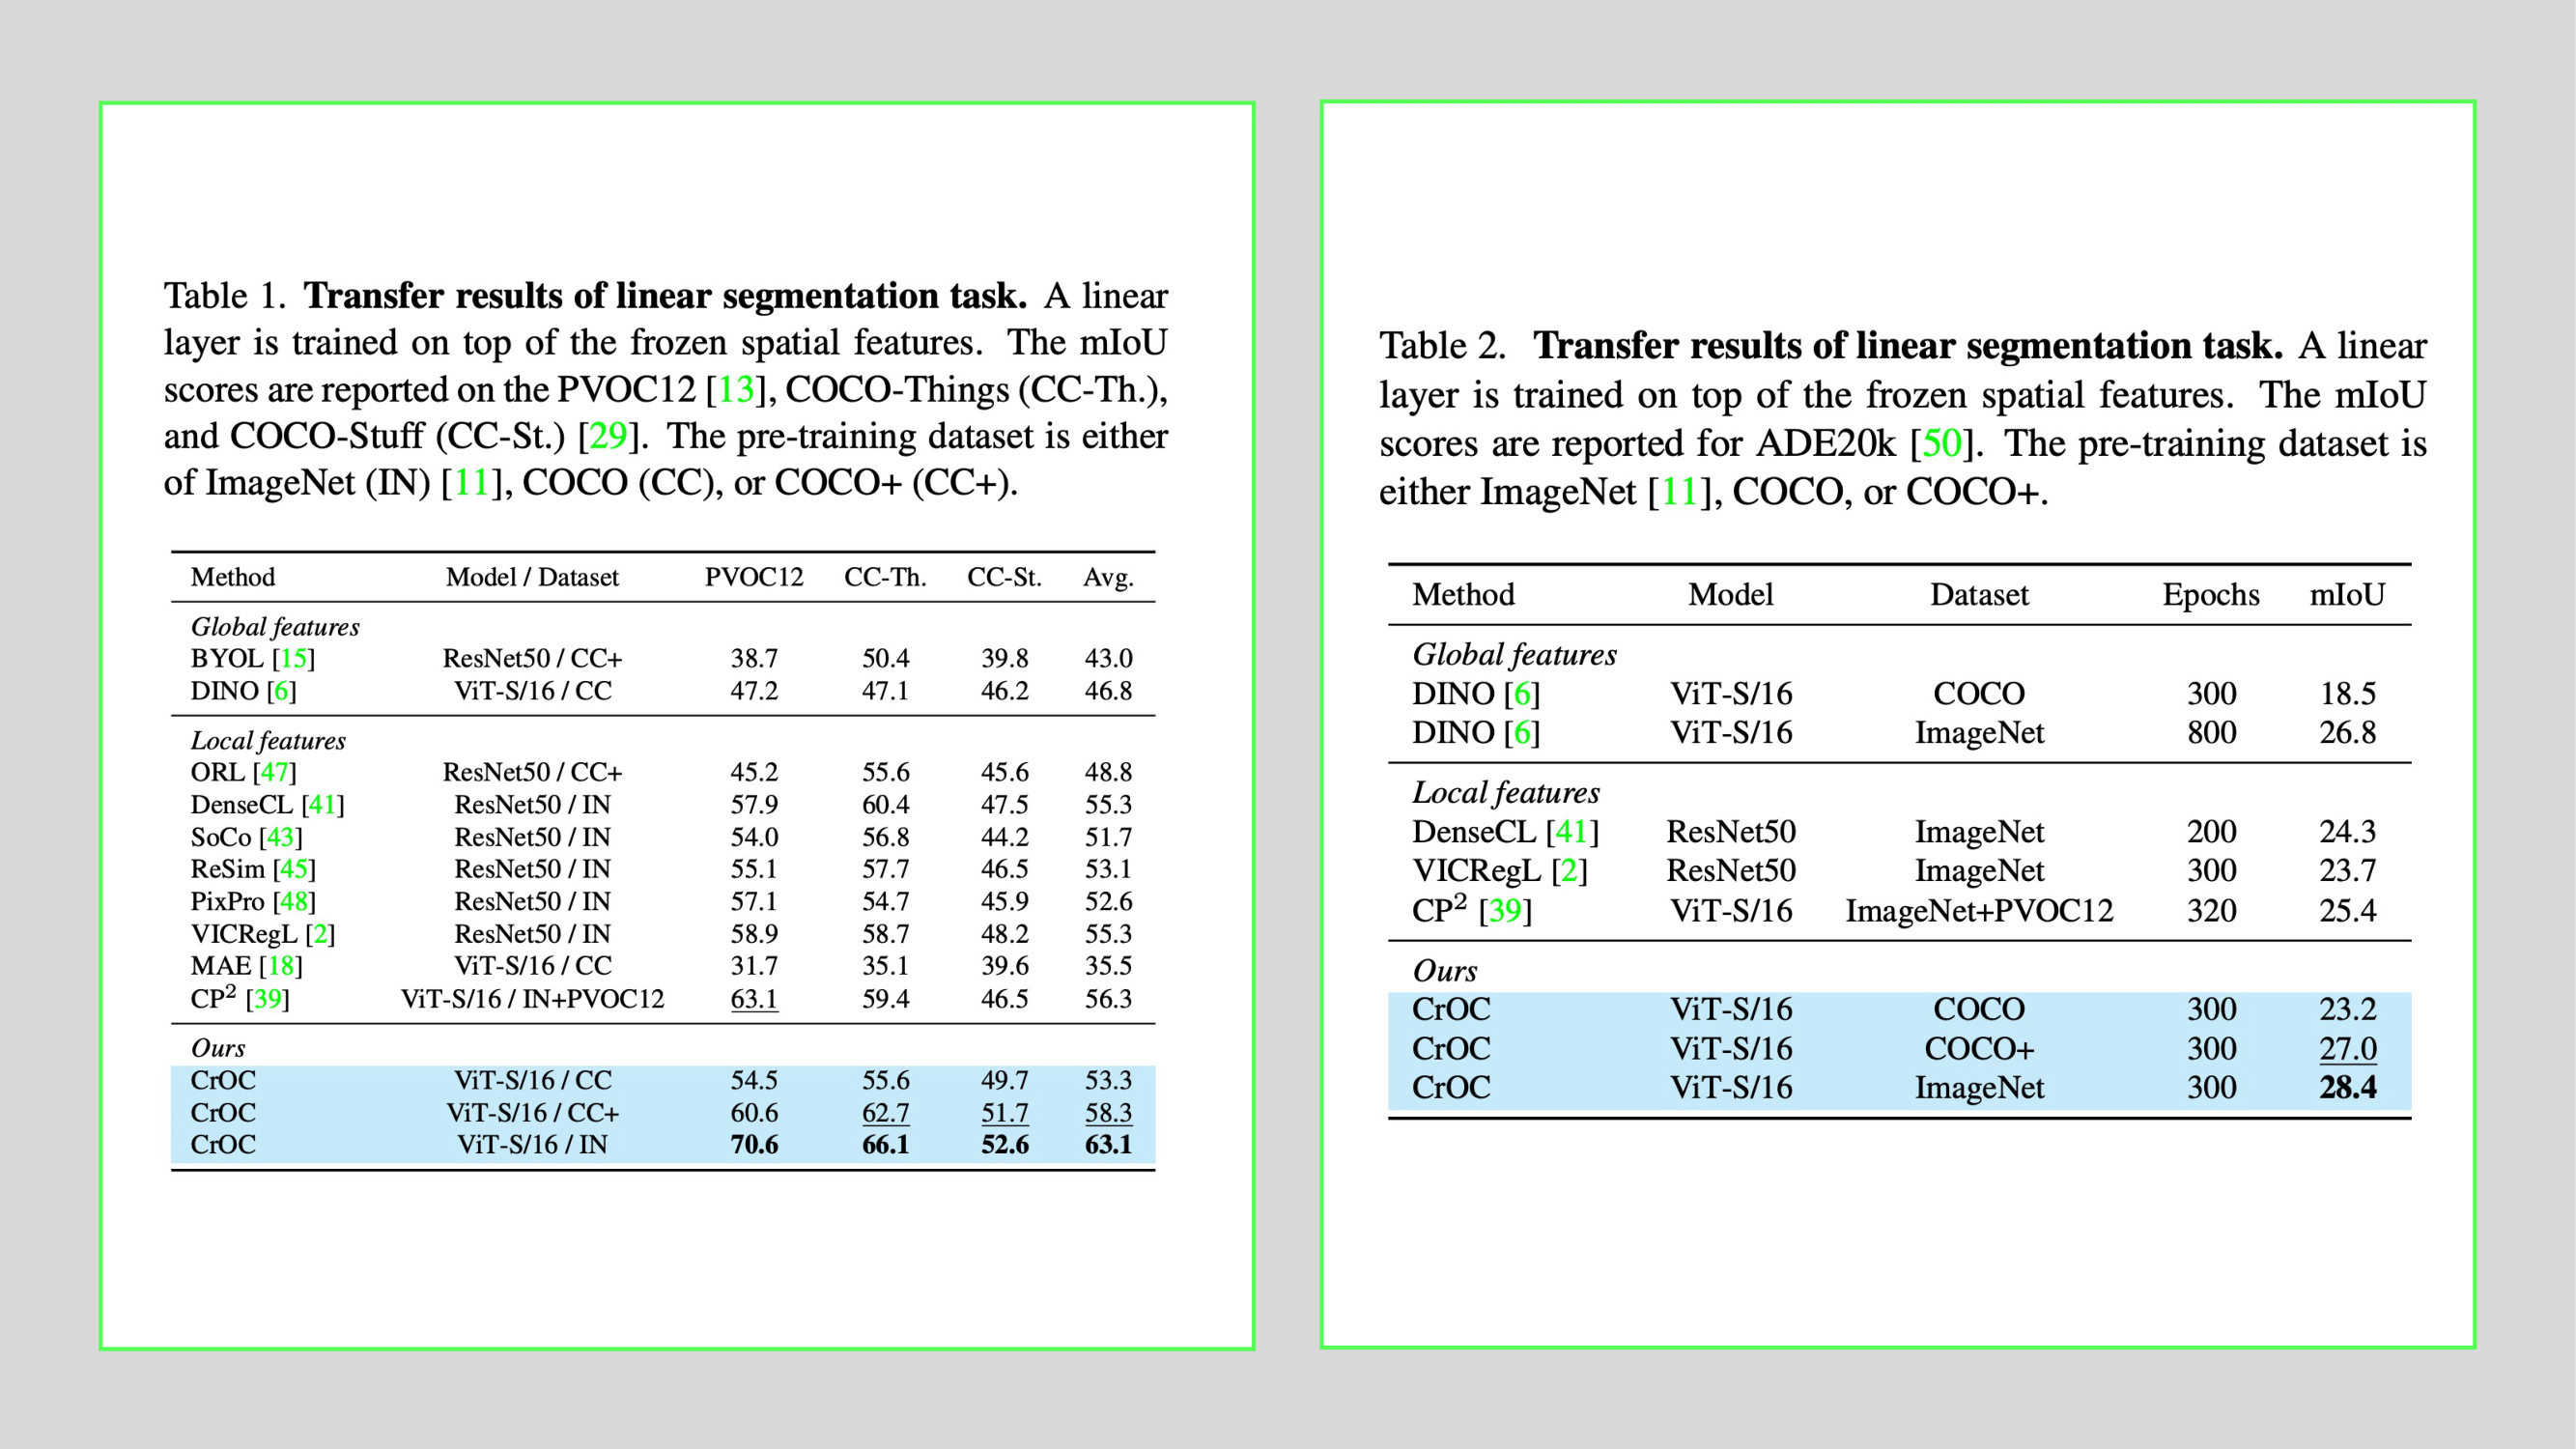 Table 1. Transfer results of linear segmentation task. A linear
layer is trained on top of the frozen spatial features. The mIoU
scores are reported on the PVOC12 [13], COCO-Things (CC-Th.),
and COCO-Stuff (CC-St.) [29]. The pre-training dataset is either
of ImageNet (IN) [11], COCO (CC), or COCO+ (CC+).
Method Model / Dataset PVOC12 CC-Th. CC-St. Avg.
Global features
BYOL [15] ResNet50 / CC+ 38.7 50.4 39.8 43.0
DINO [6] ViT-S/16 / CC 47.2 47.1 46.2 46.8
Local features
ORL [47] ResNet50 / CC+ 45.2 55.6 45.6 48.8
DenseCL [41] ResNet50 / IN 57.9 60.4 47.5 55.3
SoCo [43] ResNet50 / IN 54.0 56.8 44.2 51.7
ReSim [45] ResNet50 / IN 55.1 57.7 46.5 53.1
PixPro [48] ResNet50 / IN 57.1 54.7 45.9 52.6
VICRegL [2] ResNet50 / IN 58.9 58.7 48.2 55.3
MAE [18] ViT-S/16 / CC 31.7 35.1 39.6 35.5
CP² [39] ViT-S/16 / IN+PVOC12 63.1 59.4 46.5 56.3
Ours
CrOC ViT-S/16 / CC 54.5 55.6 49.7 53.3
CrOC ViT-S/16 / CC+ 60.6 62.7 51.7 58.3
CrOC ViT-S/16 / IN 70.6 66.1 52.6 63.1
Table 2. Transfer results of linear segmentation task. A linear
layer is trained on top of the frozen spatial features. The mIoU
scores are reported for ADE20k [50]. The pre-training dataset is
either ImageNet [11], COCO, or COCO+.
Method Model Dataset Epochs mIoU
Global features
DINO [6] ViT-S/16 COCO 300 18.5
DINO [6] ViT-S/16 ImageNet 800 26.8
Local features
DenseCL [41] ResNet50 ImageNet 200 24.3
VICRegL [2] ResNet50 ImageNet 300 23.7
CP² [39] ViT-S/16 ImageNet+PVOC12 320 25.4
Ours
CrOC ViT-S/16 COCO 300 23.2
CrOC ViT-S/16 COCO+ 300 27.0
CrOC ViT-S/16 ImageNet 300 28.4